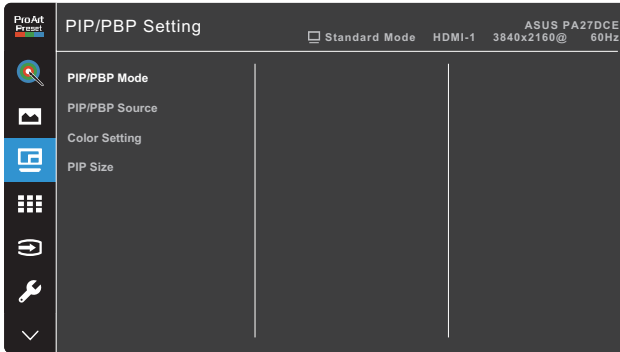 ProArt
Preset
PIP/PBP Setting
Standard Mode HDMI-1 3840x2160@ 60Hz
ASUS PA27DCE
PIP/PBP Mode
PIP/PBP Source
Color Setting
PIP Size